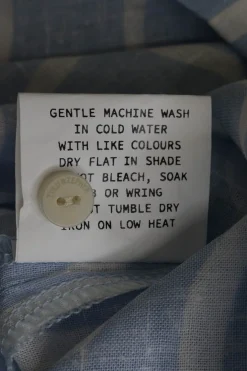 GENTLE MACHINE WASH
IN COLD WATER
WITH LIKE COLOURS
DRY FLAT IN SHADE
NOT BLEACH, SOAK
OR WRING
TUMBLE DRY
IRON ON LOW HEAT